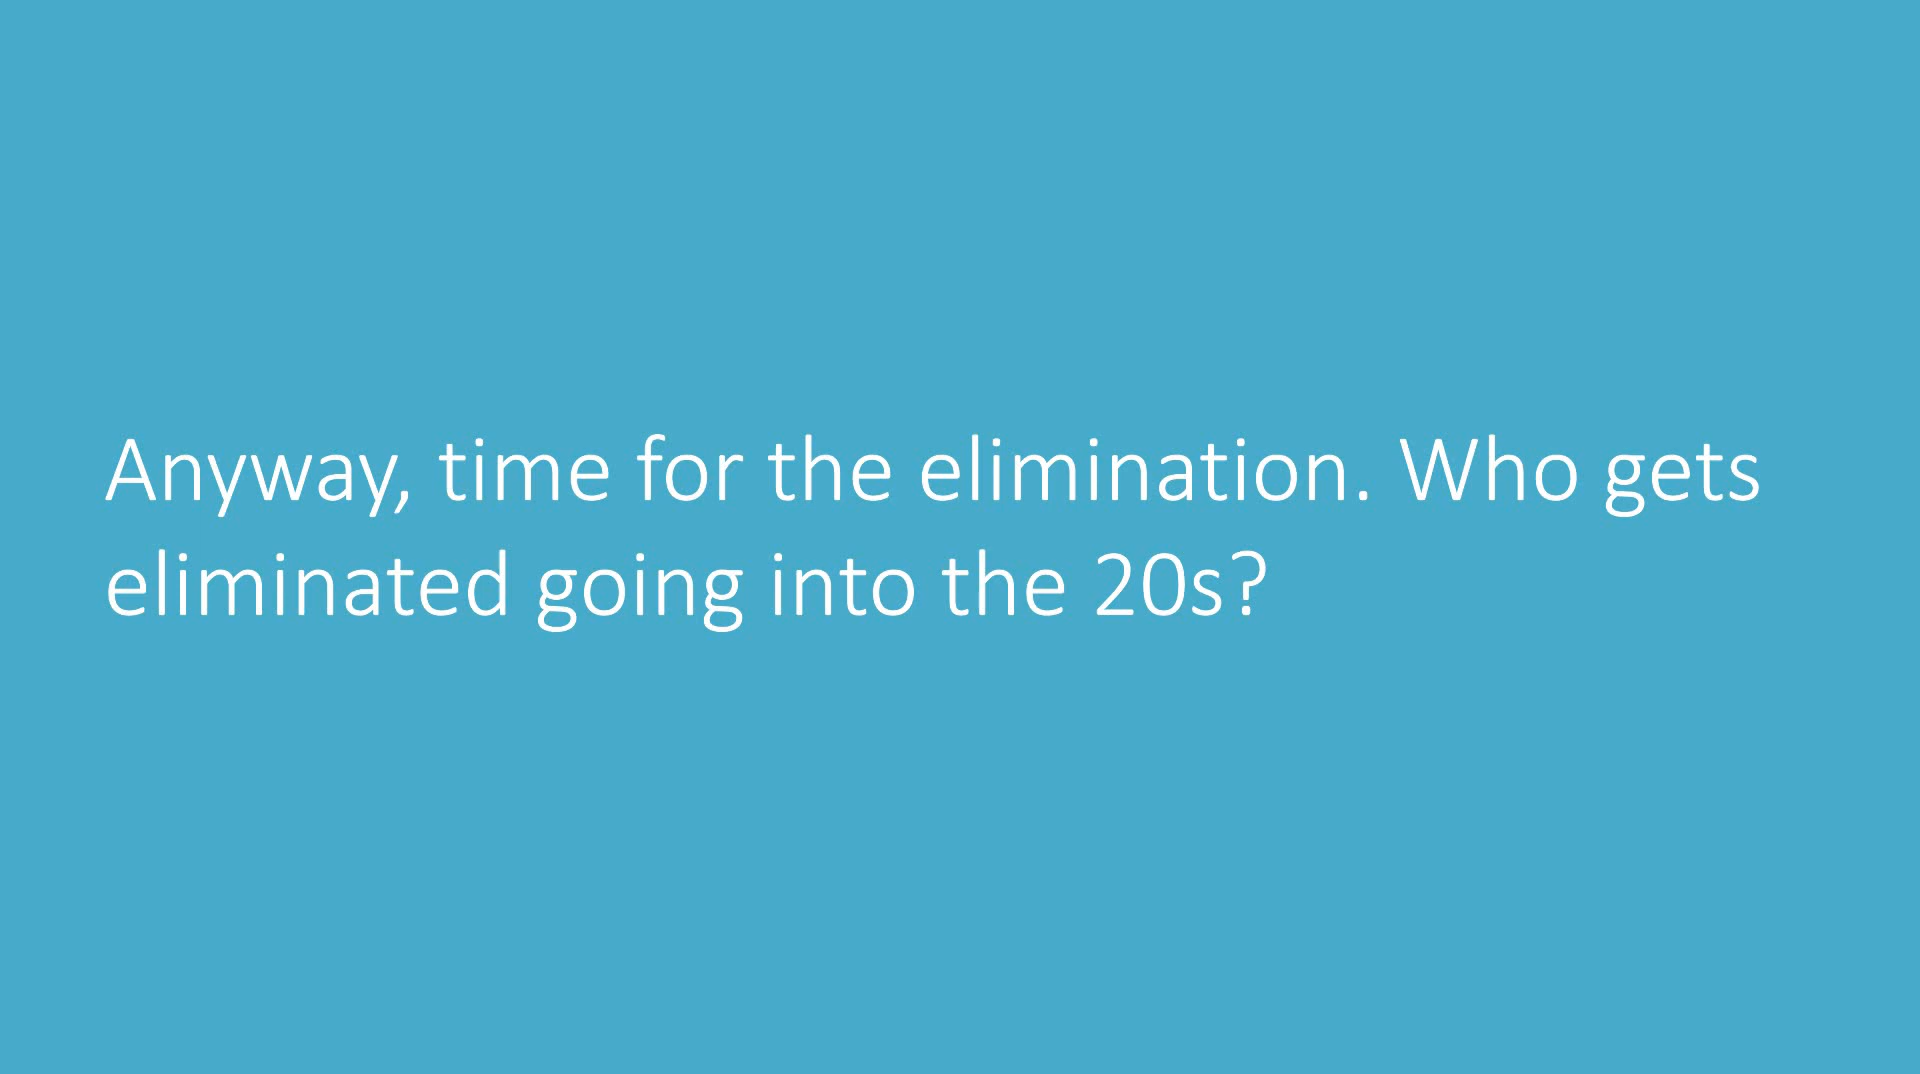 Anyway, time for the elimination. Who gets
eliminated going into the 20s?